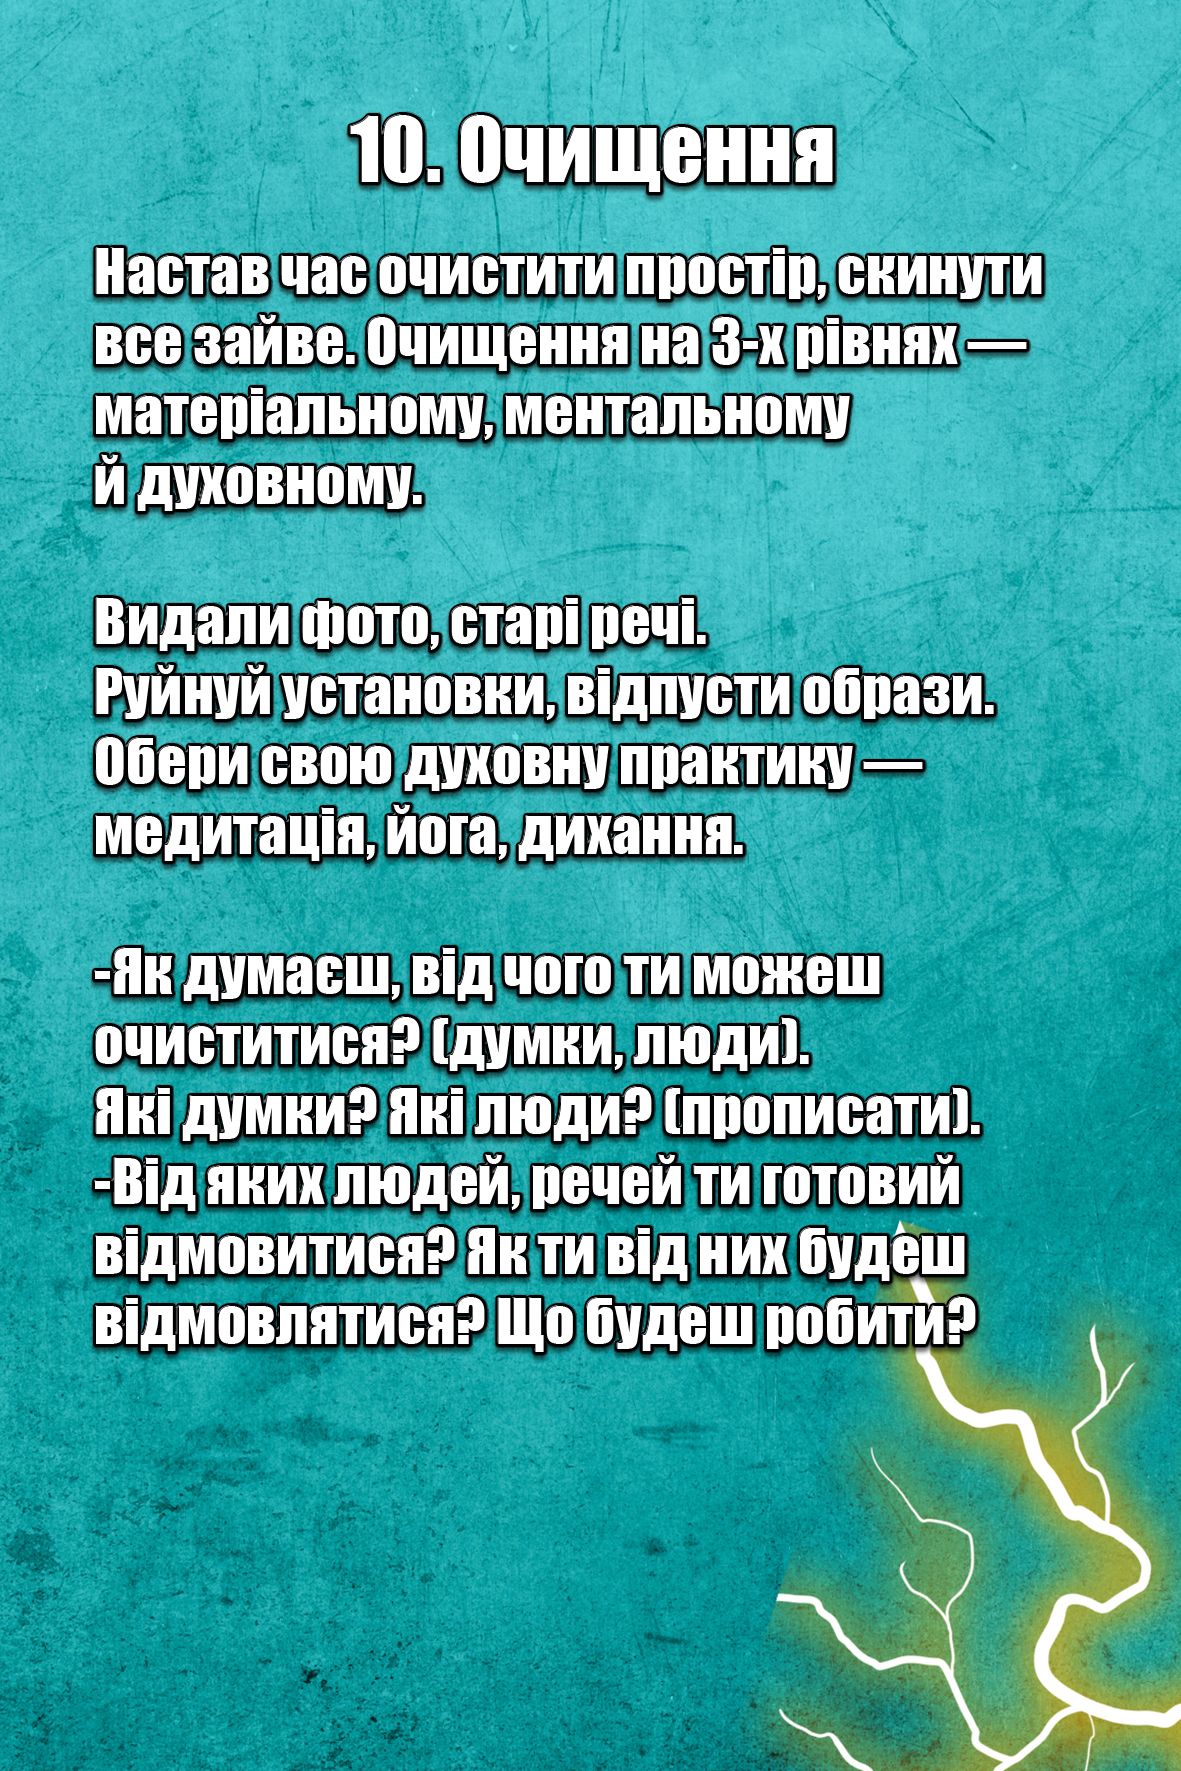 10. Очищення
Настав час очистити простір, скинути
все зайве. Очищення на 3-х рівнях —
матеріальному, ментальному
й духовному.
Видали фото, старі речі.
Руйнуй установки, відпусти образи.
Обери свою духовну практику —
медитація, йога, дихання.
-Як думаєш, від чого ти можеш
очиститися? (думки, люди).
Які думки? Які люди? (прописати).
-Від яких людей, речей ти готовий
відмовитися? Як ти від них будеш
відмовлятися? Що будеш робити?